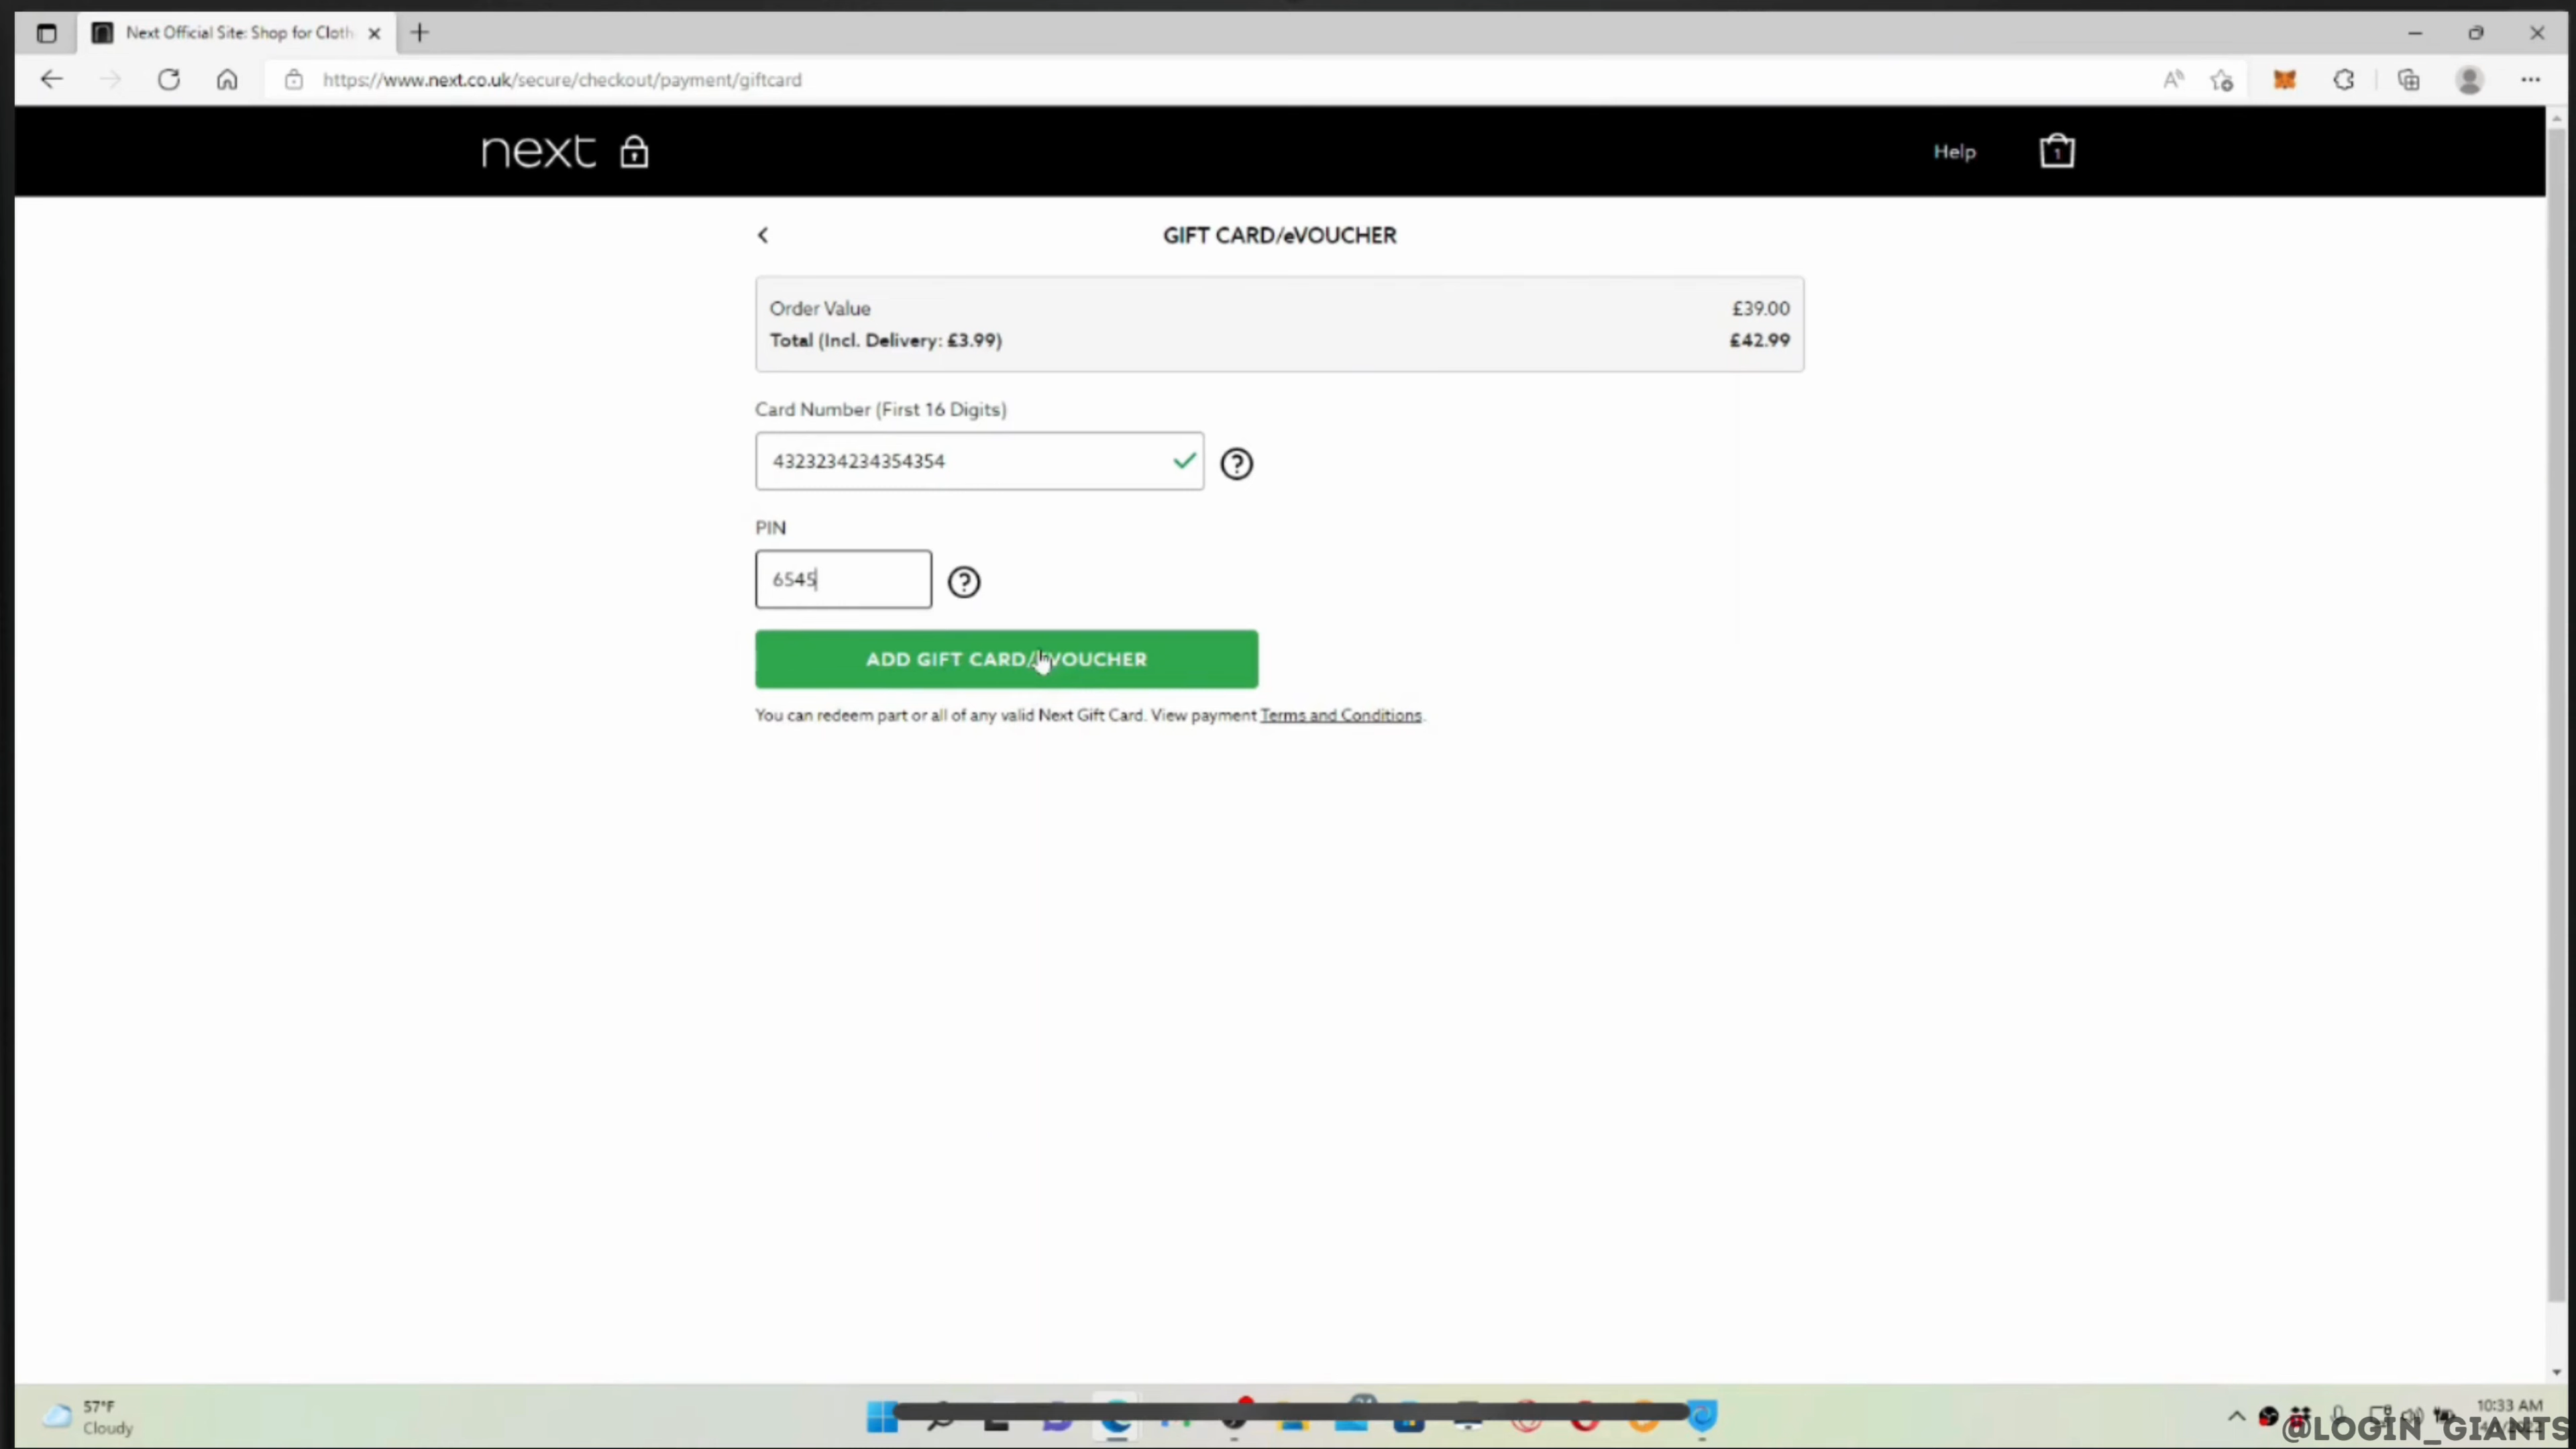 Next Official Site: Shop for Cloth
https://www.next.co.uk/secure/checkout/payment/giftcard
next
Help
1
GIFT CARD/eVOUCHER
Order Value £39.00
Total (Incl. Delivery: £3.99) £42.99
Card Number (First 16 Digits)
4323234234354354
PIN
6545
ADD GIFT CARD/ VOUCHER
You can redeem part or all of any valid Next Gift Card. View payment Terms and Conditions.
57°F
Cloudy
10:33 AM
@LOGIN_GIANTS